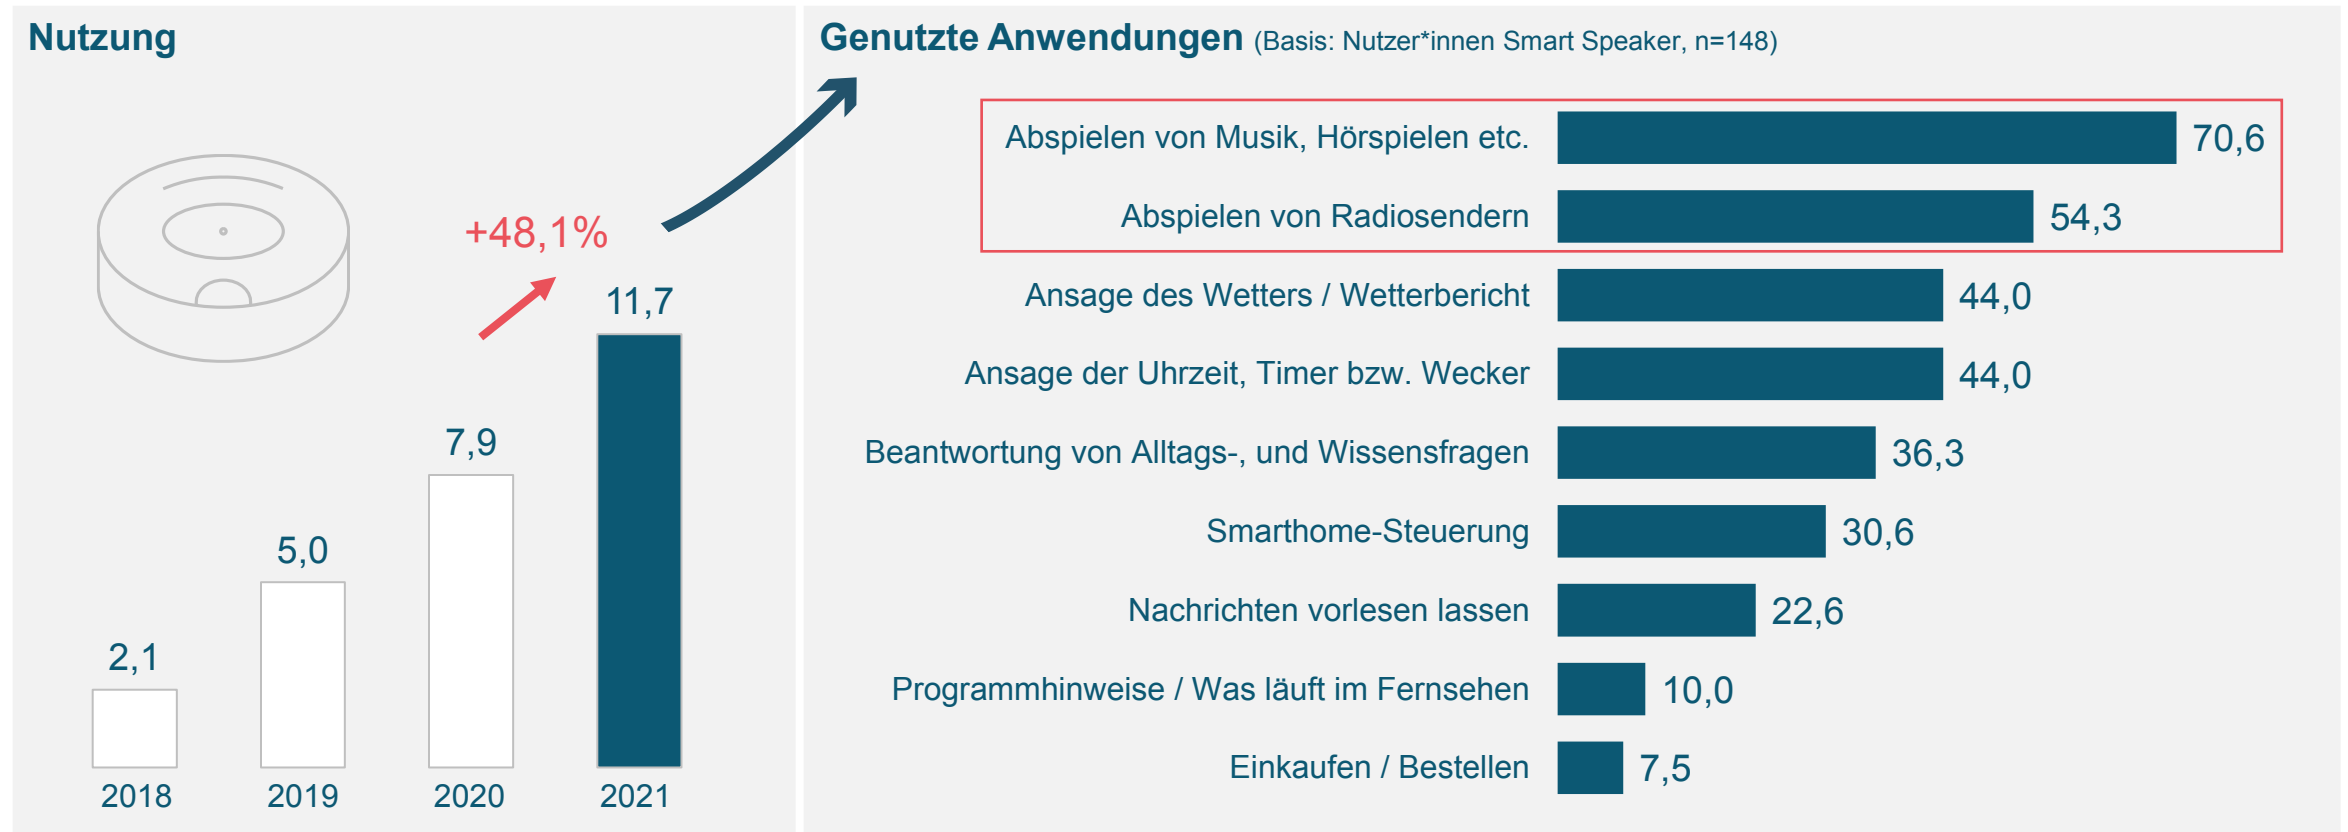 Nutzung
+48,1%
2,1
5,0
7,9
11,7
2018
2019
2020
2021
Genutzte Anwendungen (Basis: Nutzer*innen Smart Speaker, n=148)
Abspielen von Musik, Hörspielen etc. 70,6
Abspielen von Radiosendern 54,3
Ansage des Wetters / Wetterbericht 44,0
Ansage der Uhrzeit, Timer bzw. Wecker 44,0
Beantwortung von Alltags-, und Wissensfragen 36,3
Smarthome-Steuerung 30,6
Nachrichten vorlesen lassen 22,6
Programmhinweise / Was läuft im Fernsehen 10,0
Einkaufen / Bestellen 7,5